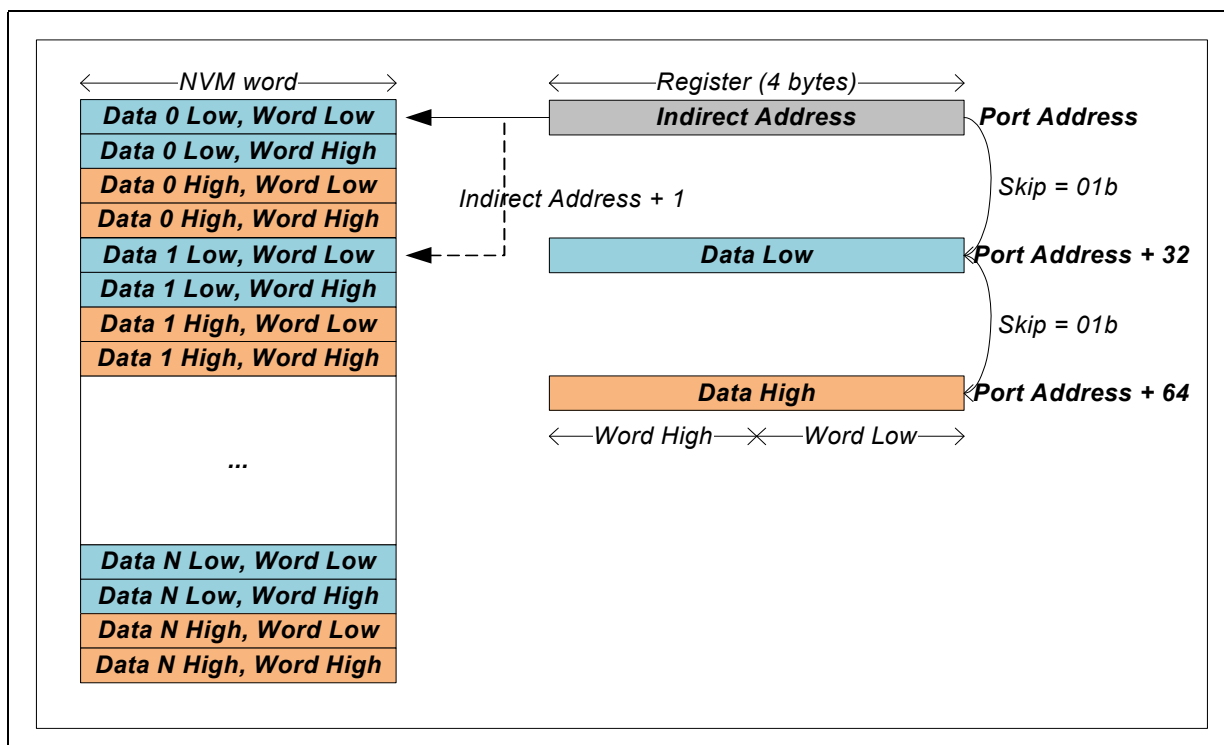 NVM word
Data 0 Low, Word Low
Data 0 Low, Word High
Data 0 High, Word Low
Data 0 High, Word High
Data 1 Low, Word Low
Data 1 Low, Word High
Data 1 High, Word Low
Data 1 High, Word High
...
Data N Low, Word Low
Data N Low, Word High
Data N High, Word Low
Data N High, Word High
Indirect Address + 1
Register (4 bytes)
Indirect Address
Port Address
Skip = 01b
Data Low
Port Address + 32
Skip = 01b
Data High
Port Address + 64
Word High
Word Low